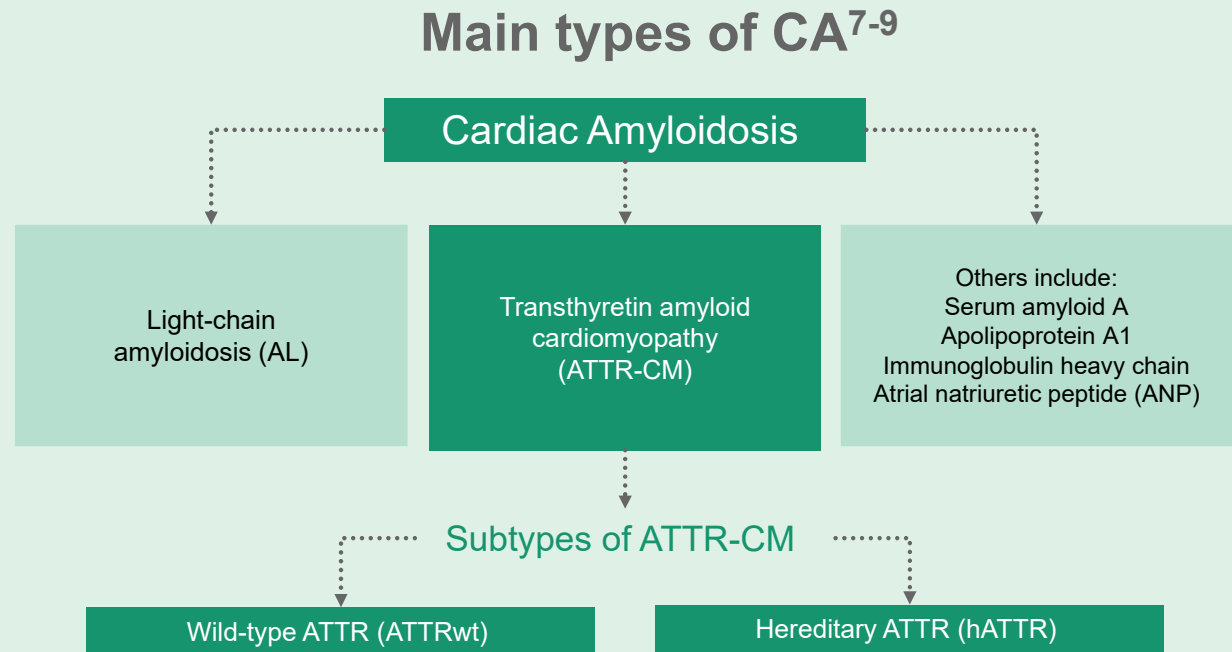 Main types of CA7-9
Cardiac Amyloidosis
Light-chain
amyloidosis (AL)
Transthyretin amyloid
cardiomyopathy
(ATTR-CM)
Others include:
Serum amyloid A
Apolipoprotein A1
Immunoglobulin heavy chain
Atrial natriuretic peptide (ANP)
Subtypes of ATTR-CM
Wild-type ATTR (ATTRwt)
Hereditary ATTR (hATTR)